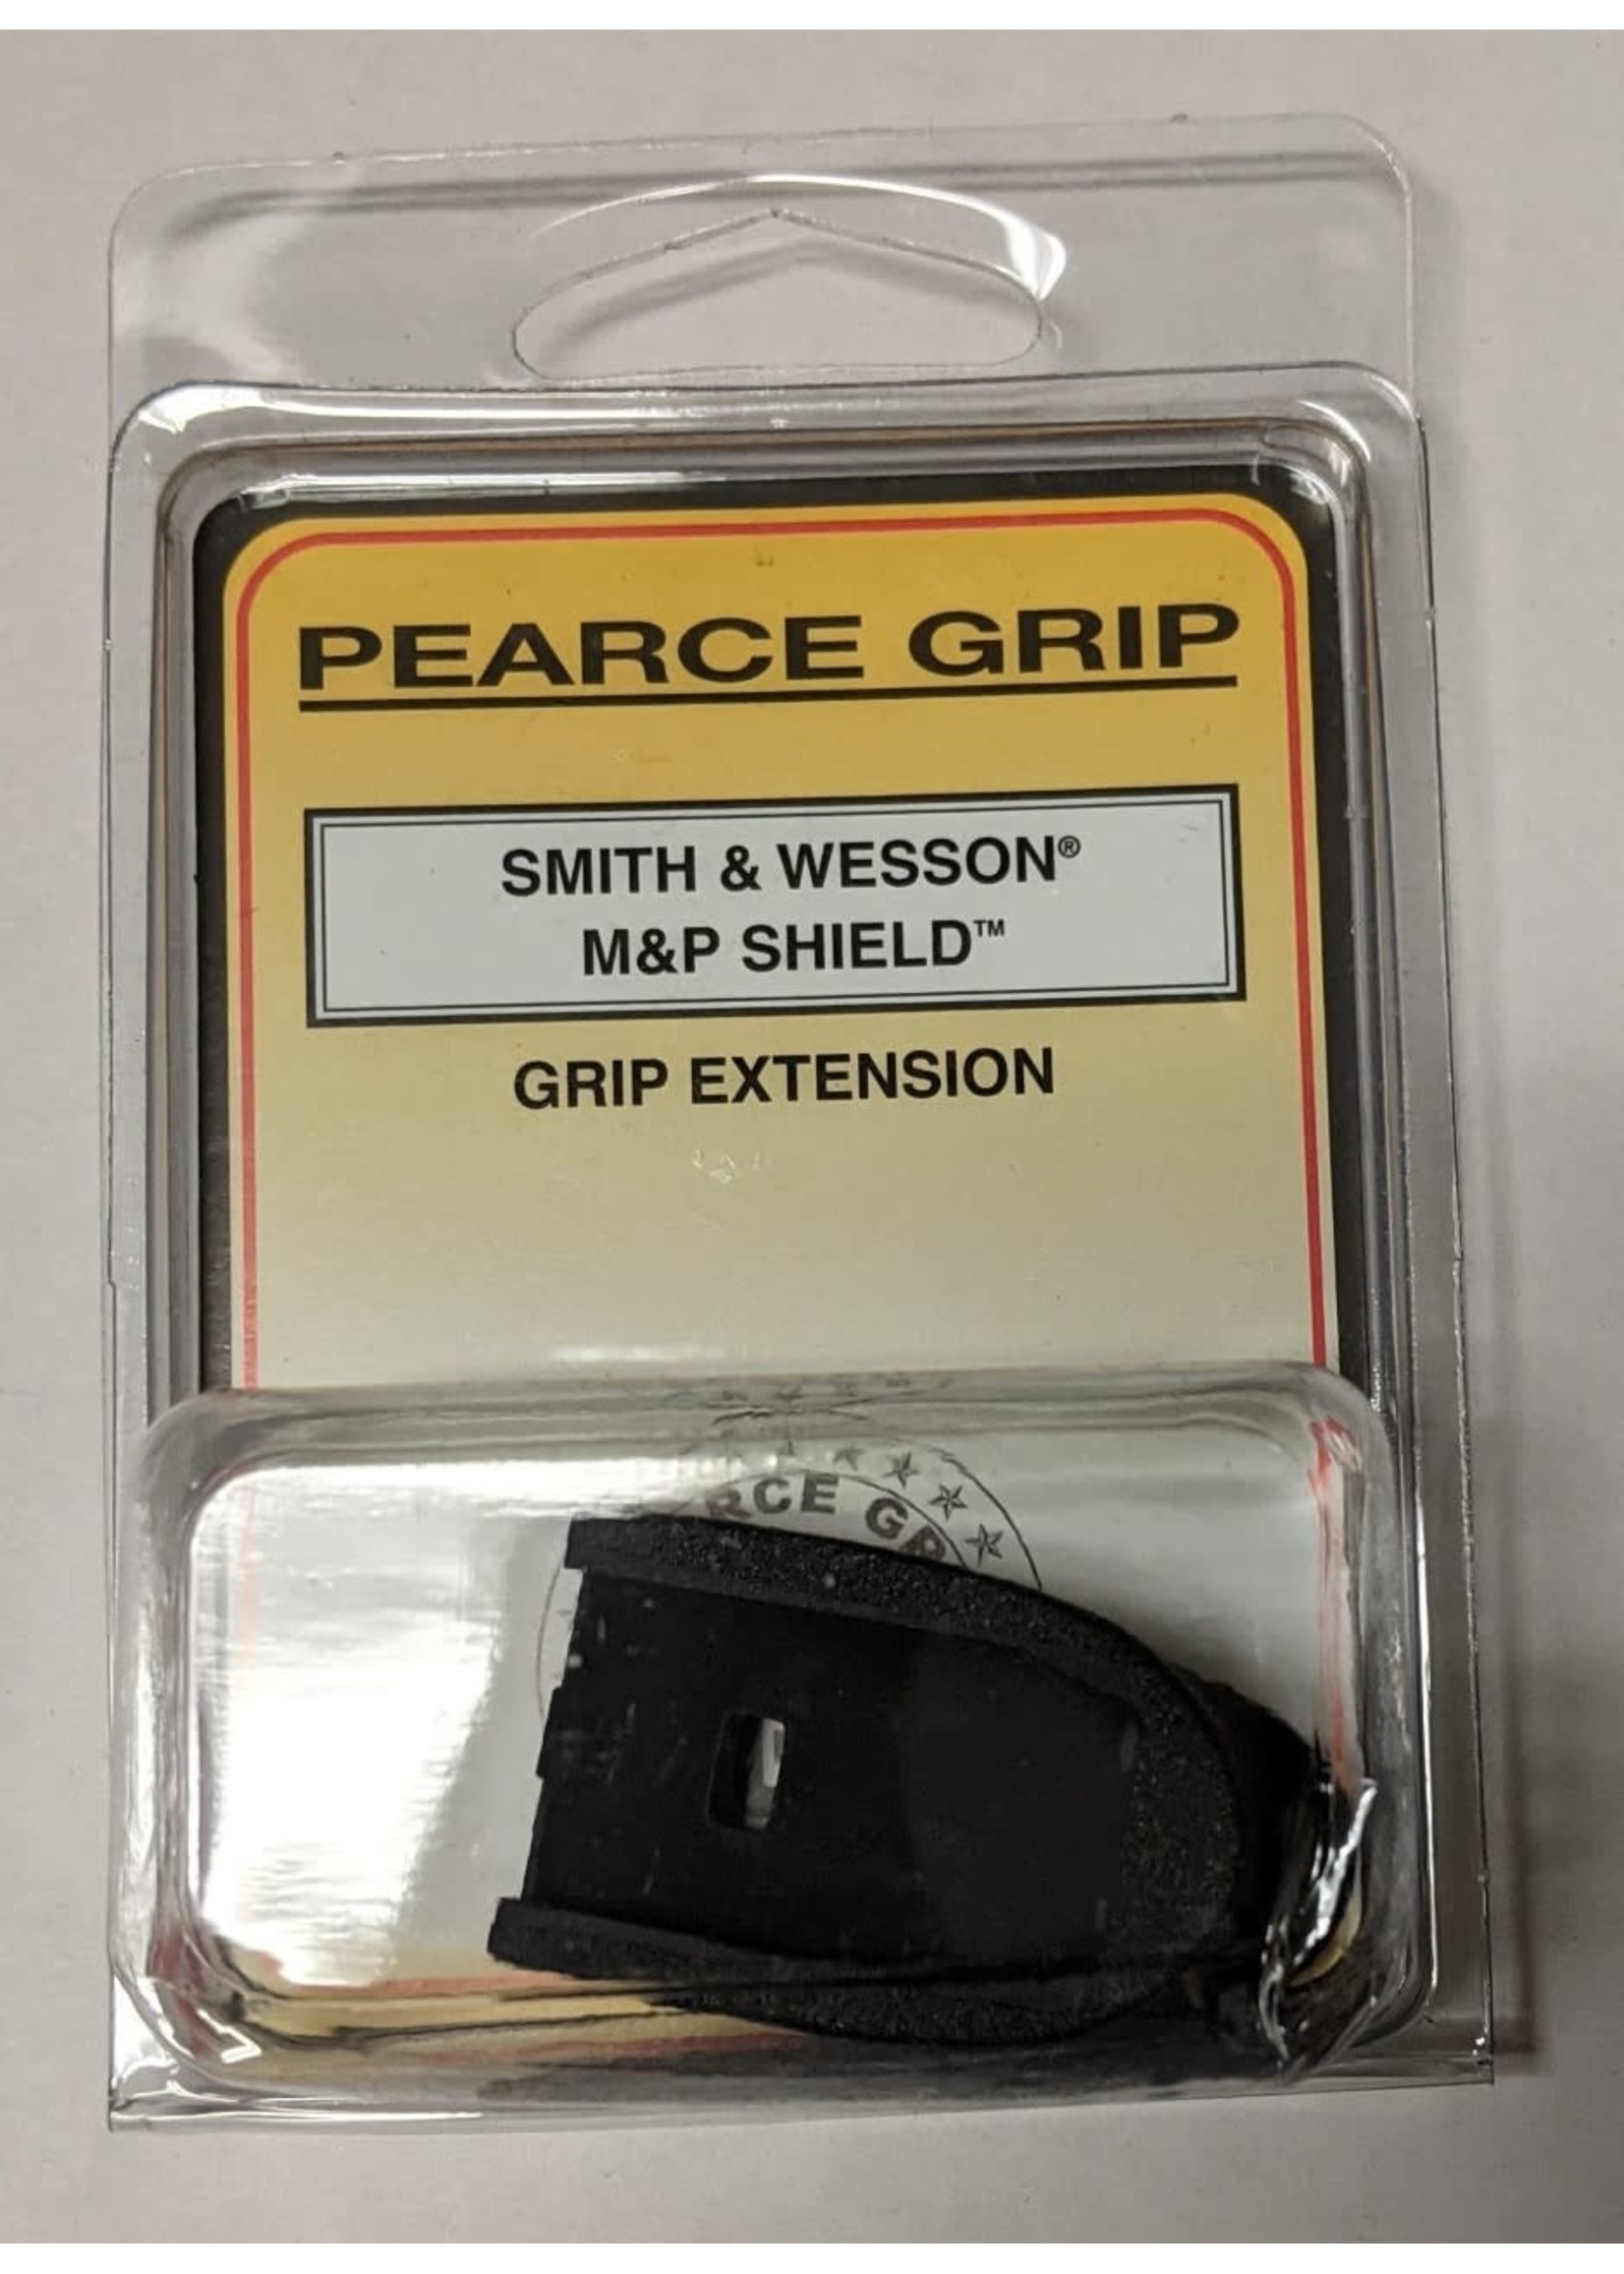 PEARCE GRIP
SMITH & WESSON®
M&P SHIELD™
GRIP EXTENSION